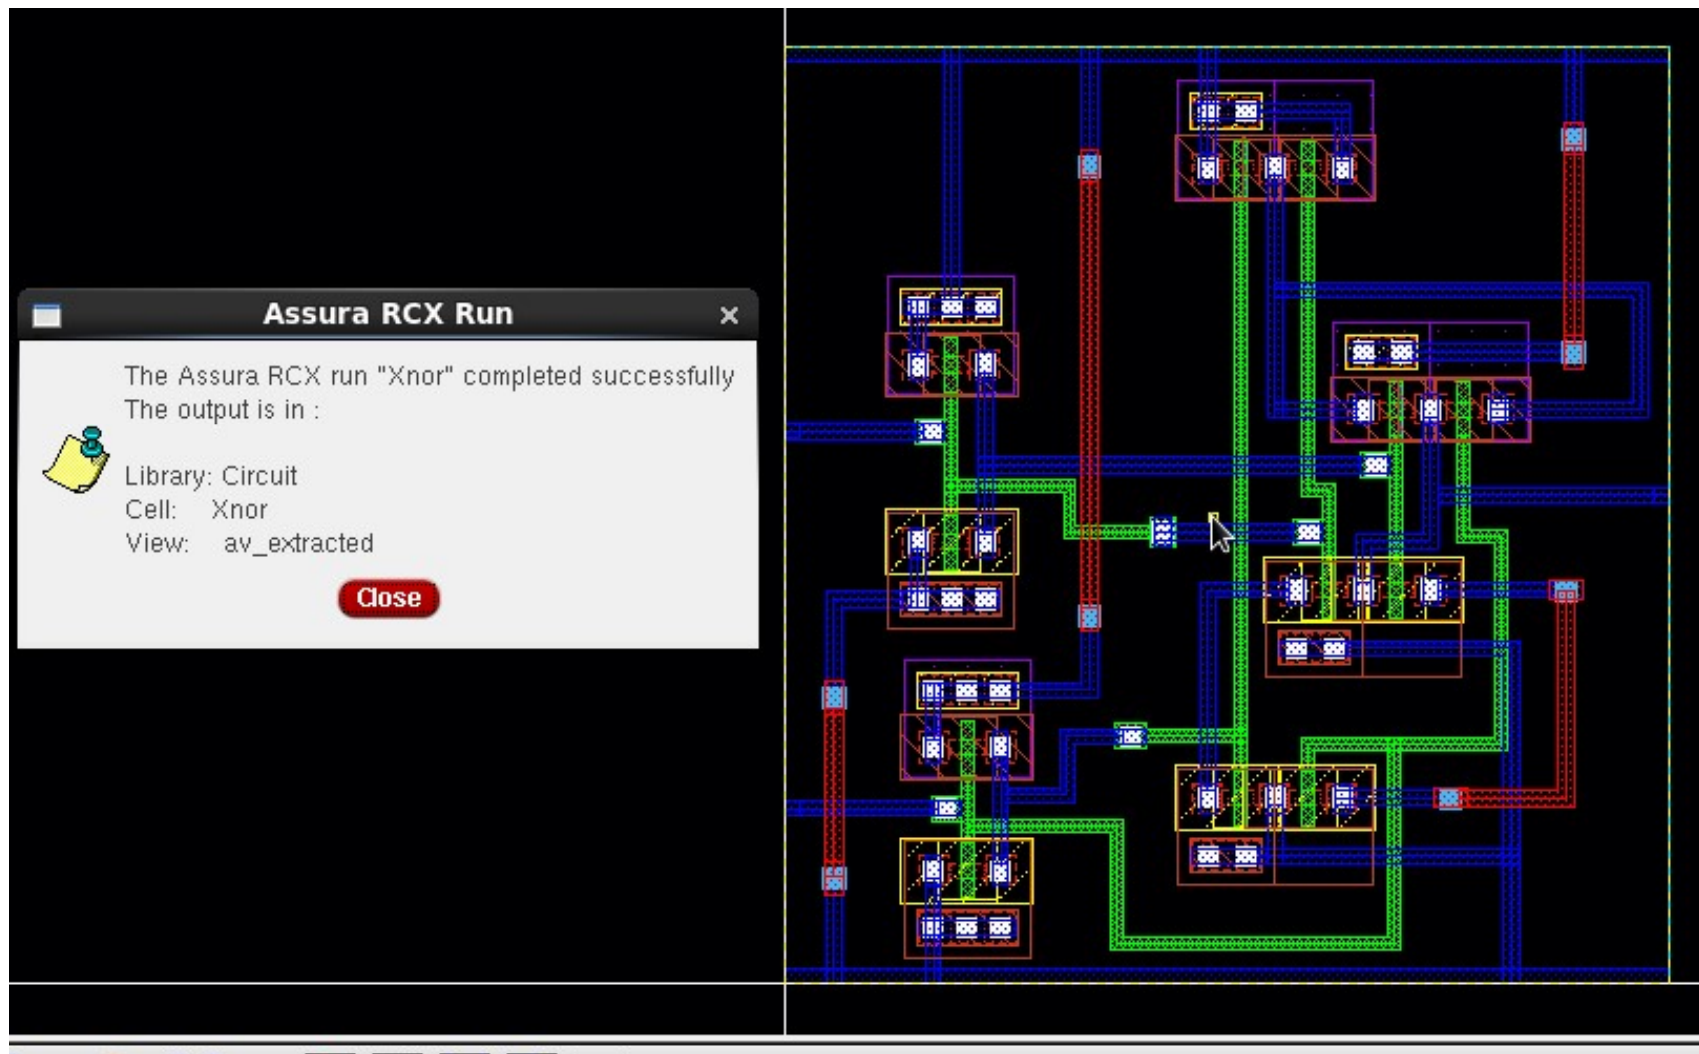 Assura RCX Run
The Assura RCX run "Xnor" completed successfully
The output is in :
Library: Circuit
Cell: Xnor
View: av_extracted
Close